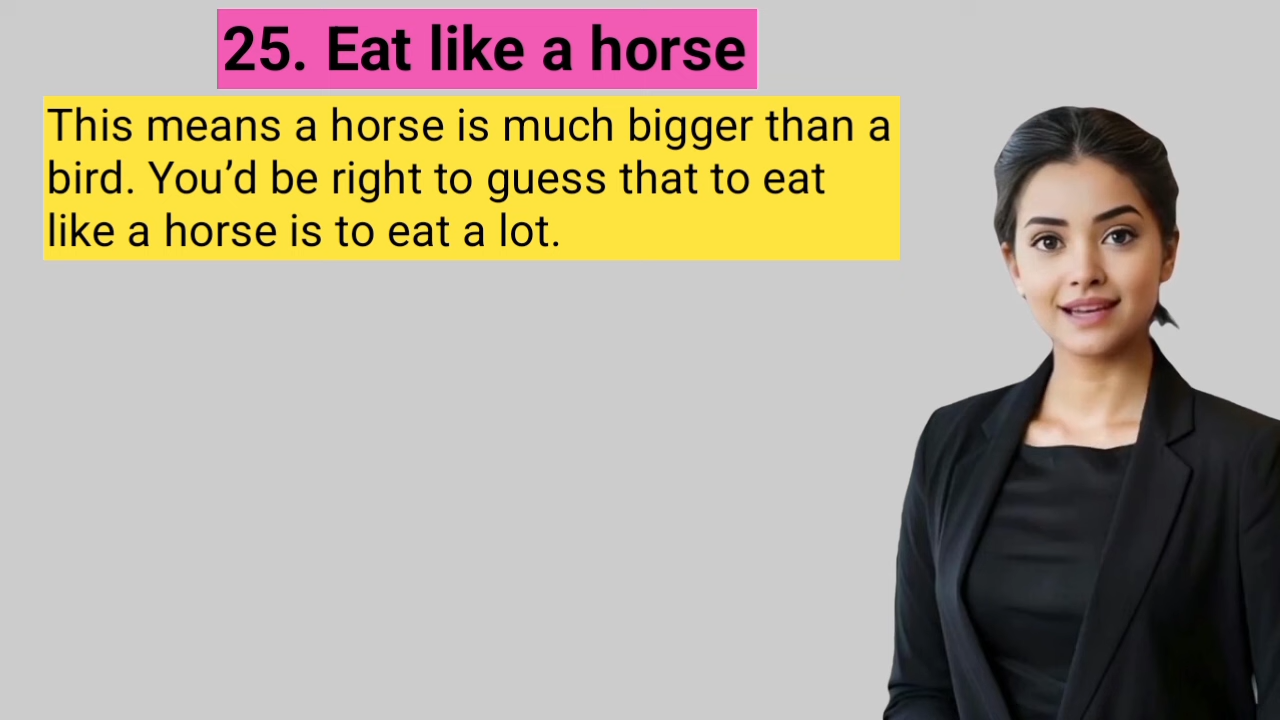 25. Eat like a horse
This means a horse is much bigger than a
bird. You’d be right to guess that to eat
like a horse is to eat a lot.